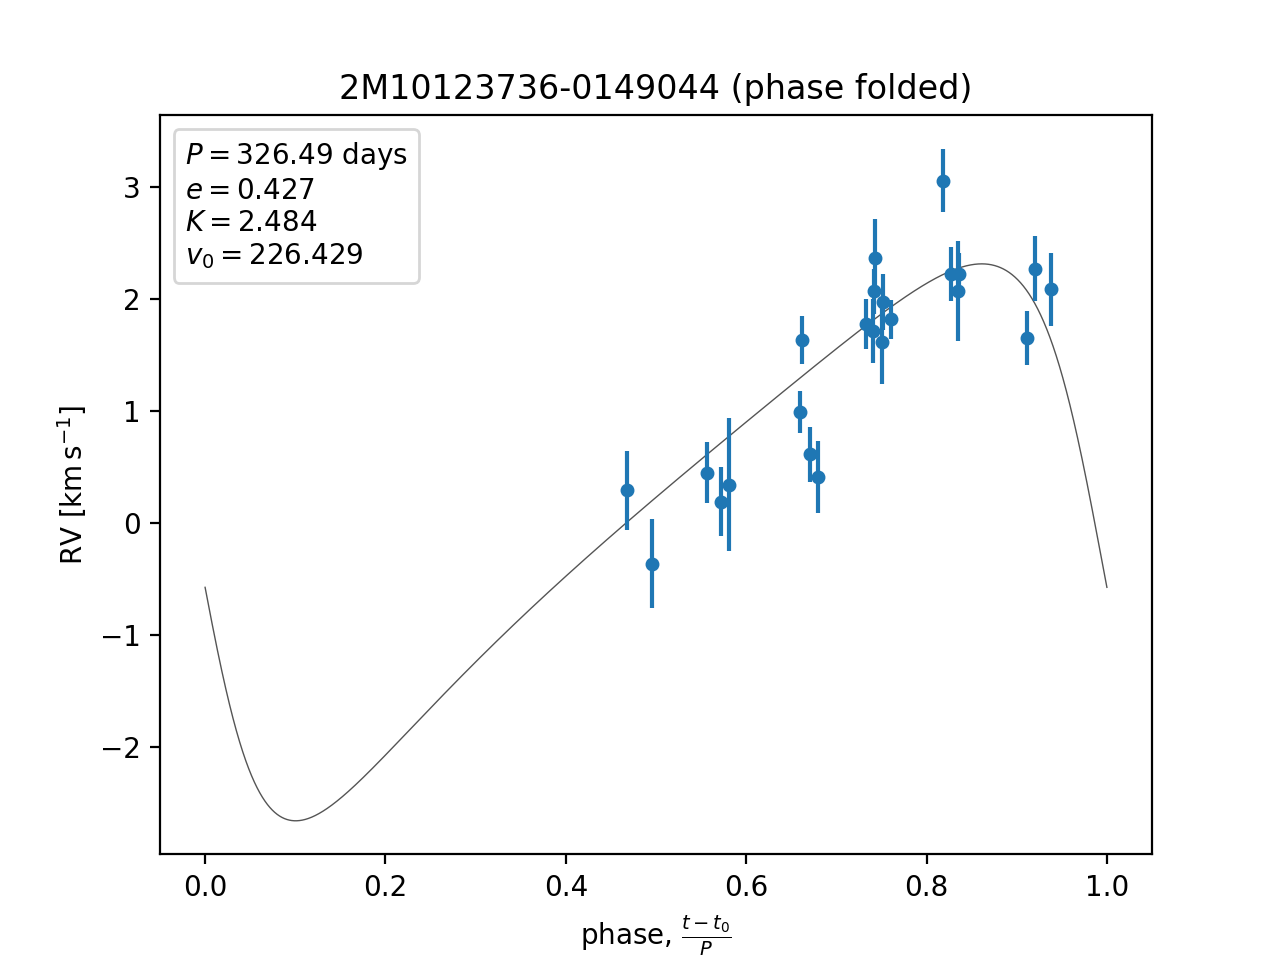 2M10123736-0149044 (phase folded)
P = 326.49 days
e = 0.427
K = 2.484
v₀ = 226.429
3
2
1
0
−1
−2
RV [km s⁻¹]
0.0 0.2 0.4 0.6 0.8 1.0
phase, (t − t₀)/P